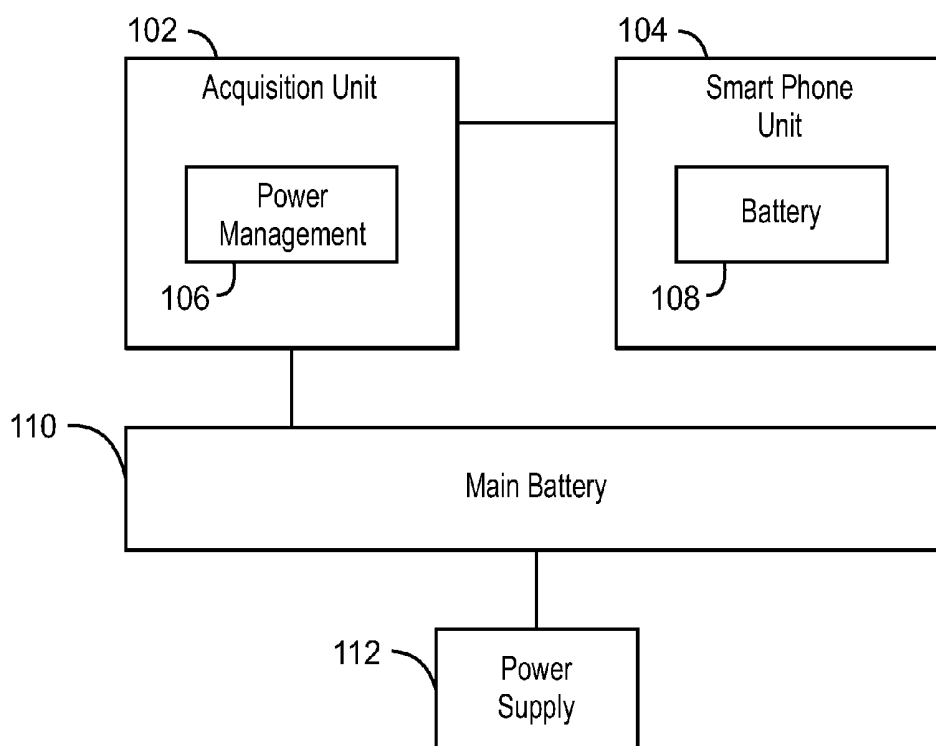 102
104
Acquisition Unit
Smart Phone
Unit
Power
Management
Battery
106
108
110
Main Battery
112
Power
Supply